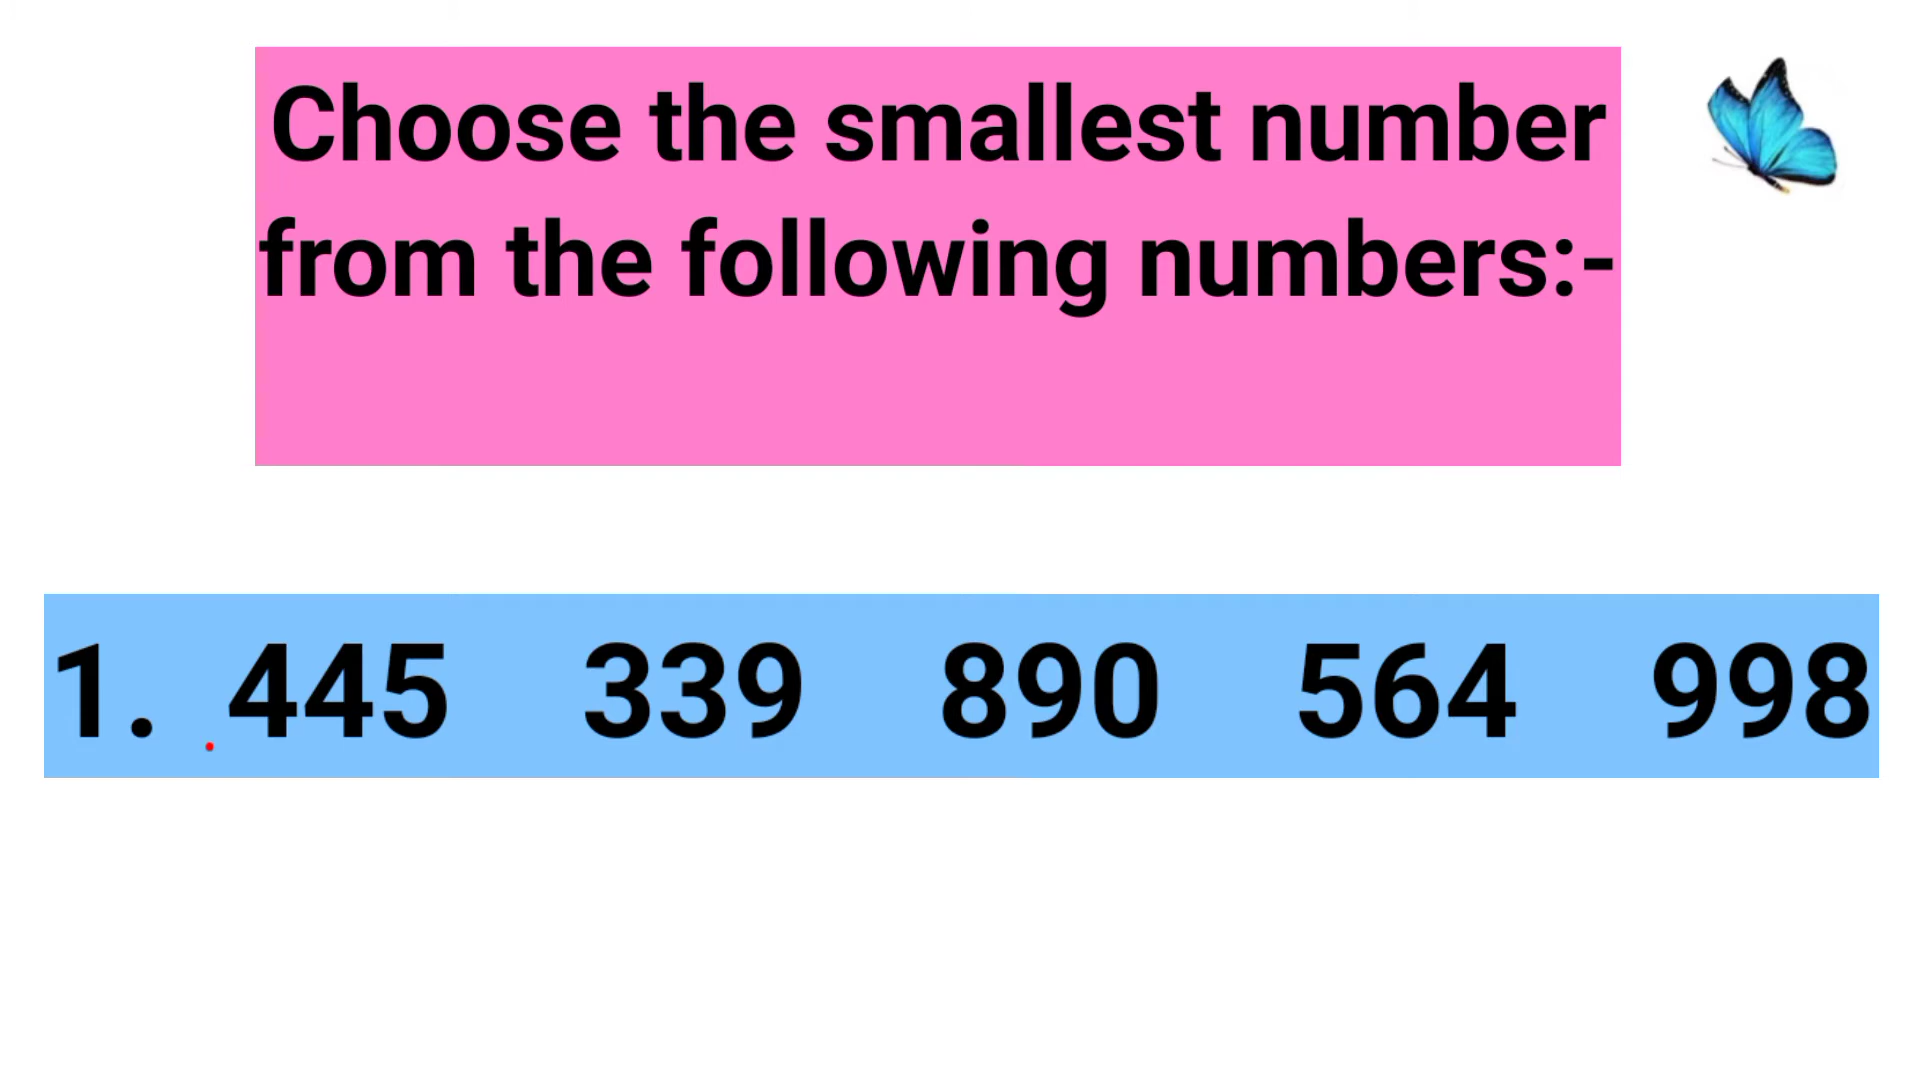 Choose the smallest number
from the following numbers:-
1. 445 339 890 564 998